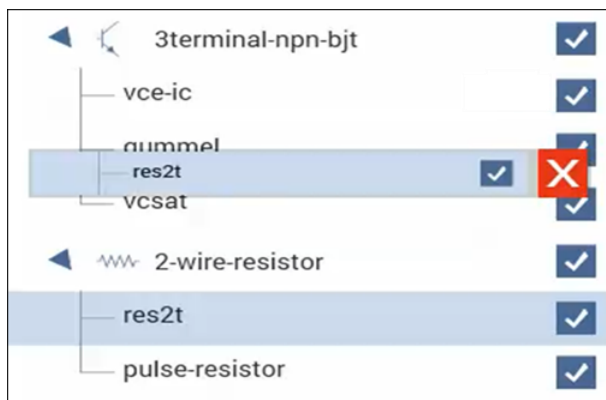 3terminal-npn-bjt
vce-ic
gummel
res2t
vcsat
2-wire-resistor
res2t
pulse-resistor